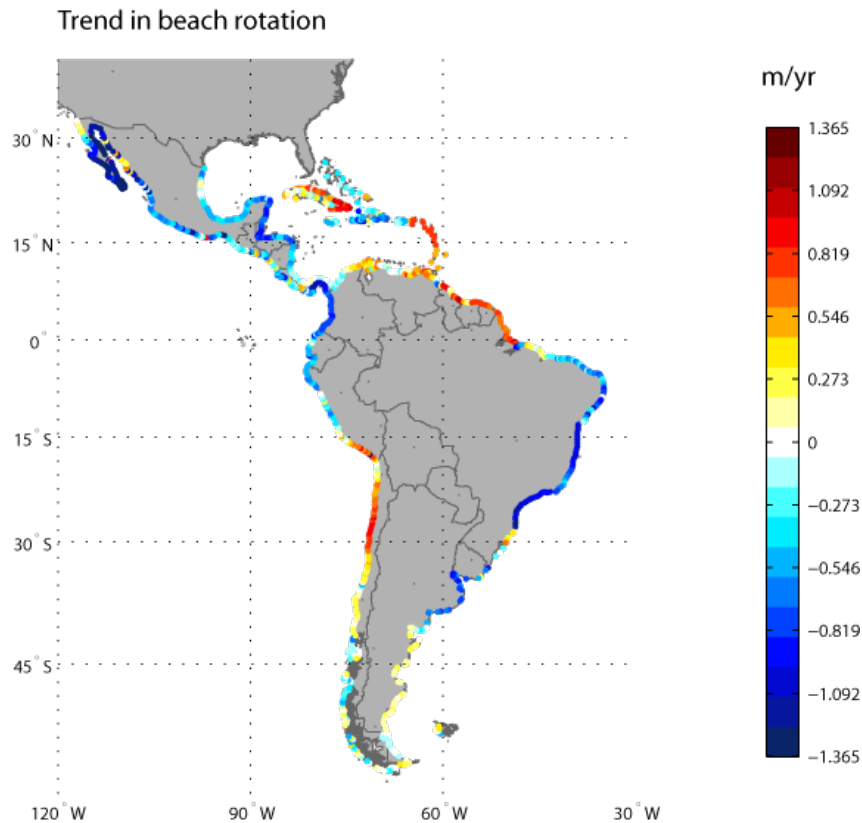 Trend in beach rotation
m/yr
1.365
1.092
0.819
0.546
0.273
0
−0.273
−0.546
−0.819
−1.092
−1.365
30° N
15° N
0°
15° S
30° S
45° S
120° W
90° W
60° W
30° W